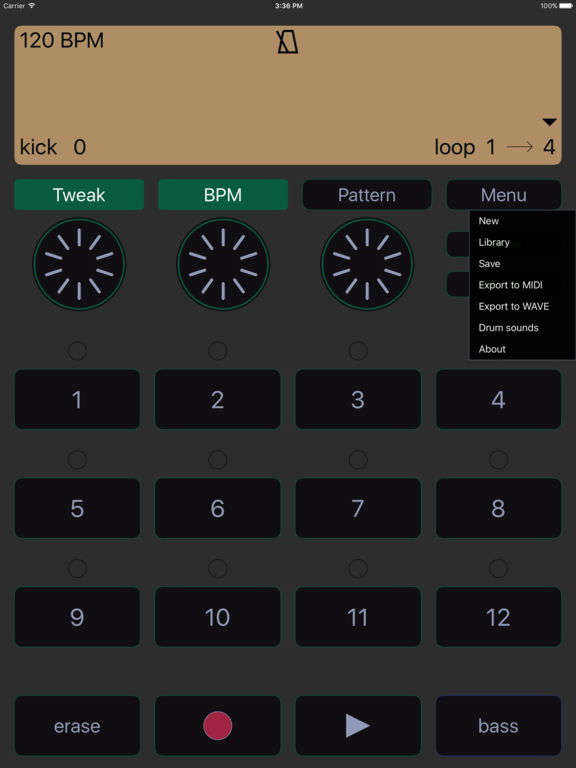 Carrier 3:36 PM 100%
120 BPM
kick 0 loop 1 → 4
Tweak BPM Pattern Menu
New
Library
Save
Export to MIDI
Export to WAVE
Drum sounds
About
1 2 3 4
5 6 7 8
9 10 11 12
erase bass